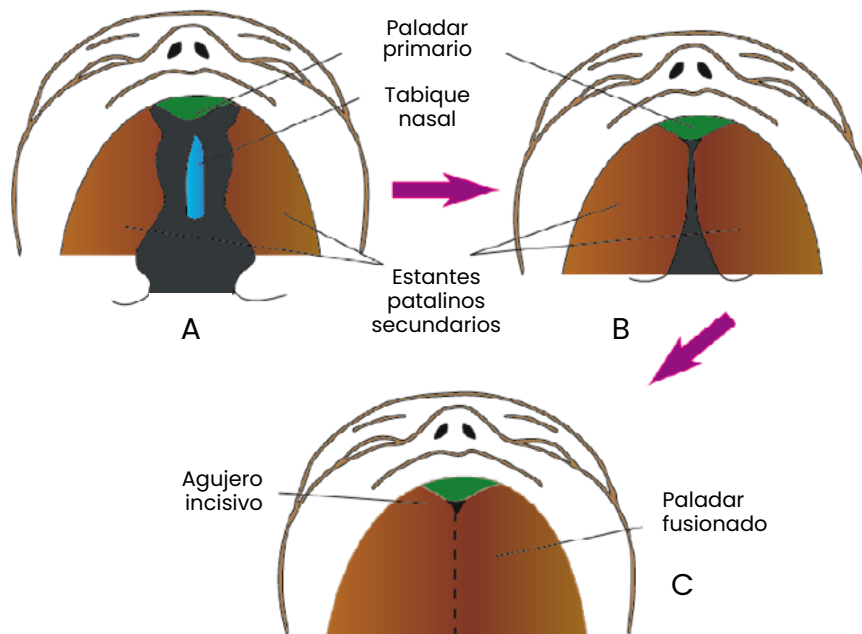 Paladar
primario
Tabique
nasal
Estantes
patalinos
secundarios
A
B
Agujero
incisivo
Paladar
fusionado
C